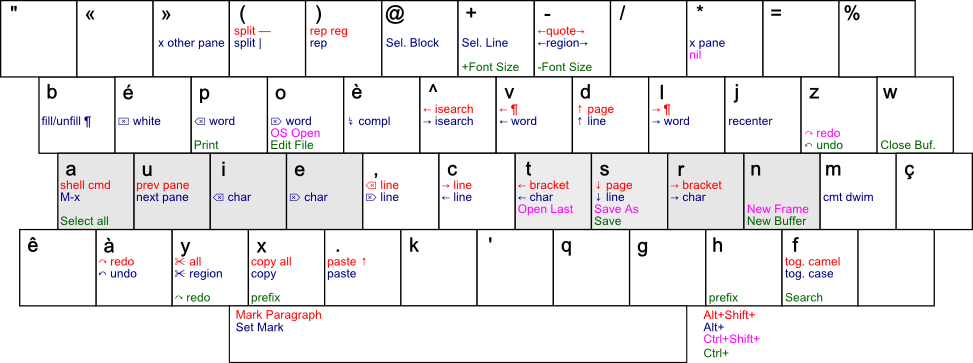 " « » ( ) @ + - / * = %
split — rep reg ←quote→
x other pane split | rep Sel. Block Sel. Line ←region→ x pane
nil
+Font Size -Font Size
b é p o è ^ v d l j z w
← isearch ← ¶ ↑ page → ¶
fill/unfill ¶ ⌦ white ⌫ word ⌦ word compl → isearch ← word ↑ line → word recenter
OS Open ↷ redo
Print Edit File ↶ undo Close Buf.
a u i e , c t s r n m ç
shell cmd prev pane ⌫ line → line ← bracket ↓ page → bracket
M-x next pane ⌫ char ⌦ char ⌦ line ← line ← char ↓ line → char cmt dwim
Open Last Save As New Frame
Select all Save New Buffer
ê à y x . k ' q g h f
↷ redo ✂ all copy all paste ↑ tog. camel
↶ undo ✂ region copy paste tog. case
↷ redo prefix prefix Search
Mark Paragraph Alt+Shift+
Set Mark Alt+
Ctrl+Shift+
Ctrl+